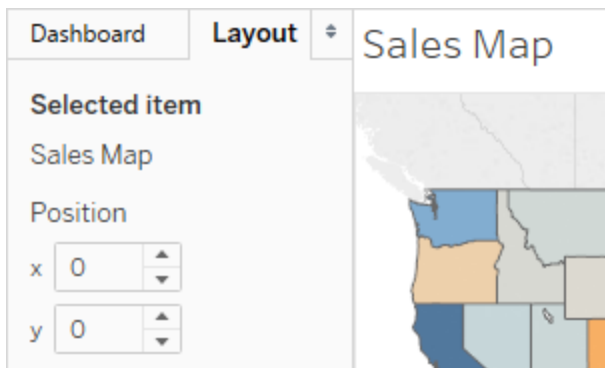 Dashboard Layout
Sales Map
Selected item
Sales Map
Position
x 0
y 0